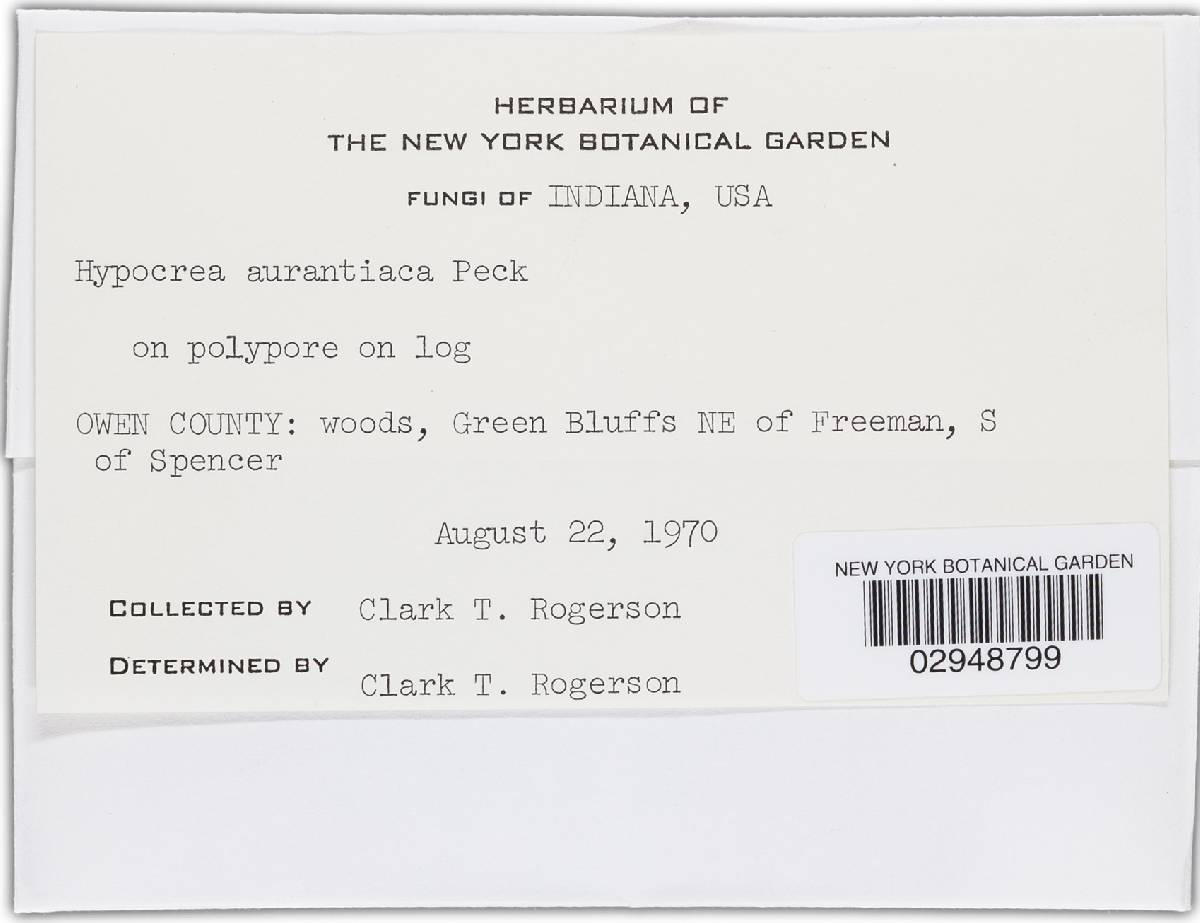 HERBARIUM OF
THE NEW YORK BOTANICAL GARDEN
FUNGI OF INDIANA, USA
Hypocrea aurantiaca Peck
on polypore on log
OWEN COUNTY: woods, Green Bluffs NE of Freeman, S
of Spencer
August 22, 1970
COLLECTED BY Clark T. Rogerson
DETERMINED BY Clark T. Rogerson
NEW YORK BOTANICAL GARDEN
02948799